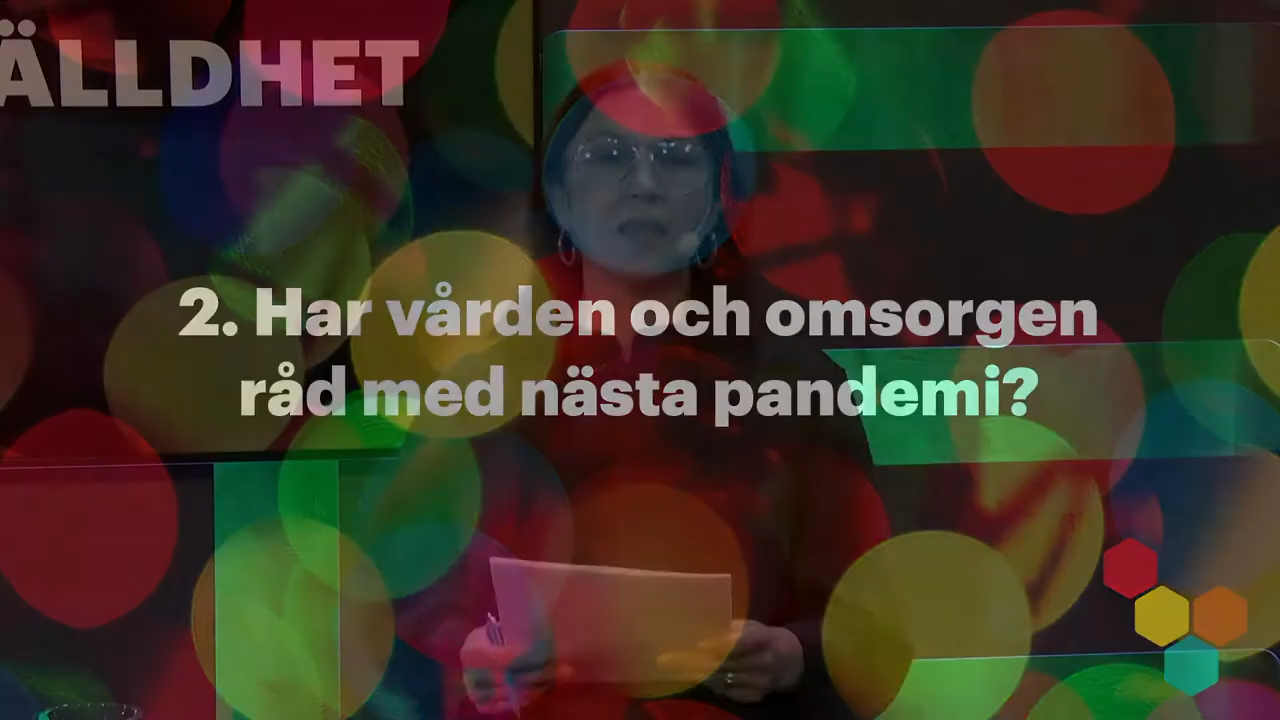 ÄLLDHET
2. Har vården och omsorgen
råd med nästa pandemi?